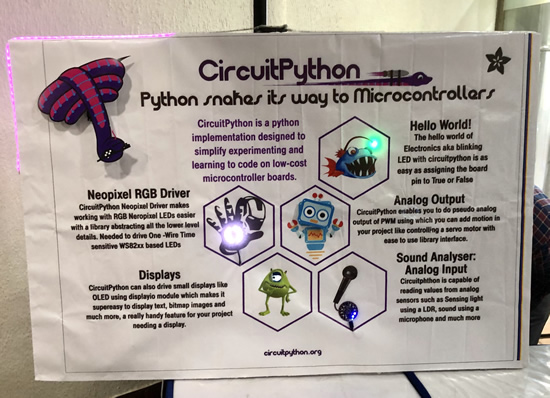 CircuitPython
Python snakes its way to Microcontrollers
CircuitPython is a python
implementation designed to
simplify experimenting and
learning to code on low-cost
microcontroller boards.
Hello World!
The hello world of
Electronics aka blinking
LED with circuitpython is as
easy as assigning the board
pin to True or False
Neopixel RGB Driver
CircuitPython Neopixel Driver makes
working with RGB Neopixel LEDs easier
with a library abstracting all the lower level
details. Needed to drive One -Wire Time
sensitive WS82xx based LEDs
Analog Output
CircuitPython enables you to do pseudo analog
output of PWM using which you can add motion in
your project like controlling a servo motor with
ease to use library interface.
Displays
CircuitPython can also drive small displays like
OLED using displayio module which makes it
supereasy to display text, bitmap images and
much more, a really handy feature for your project
needing a display.
Sound Analyser:
Analog Input
Circuitphthon is capable of
reading values from analog
sensors such as Sensing light
using a LDR, sound using a
microphone and much more
circuitpython.org